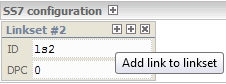 SS7 configuration
Linkset #2
ID ls2
Add link to linkset
DPC 0